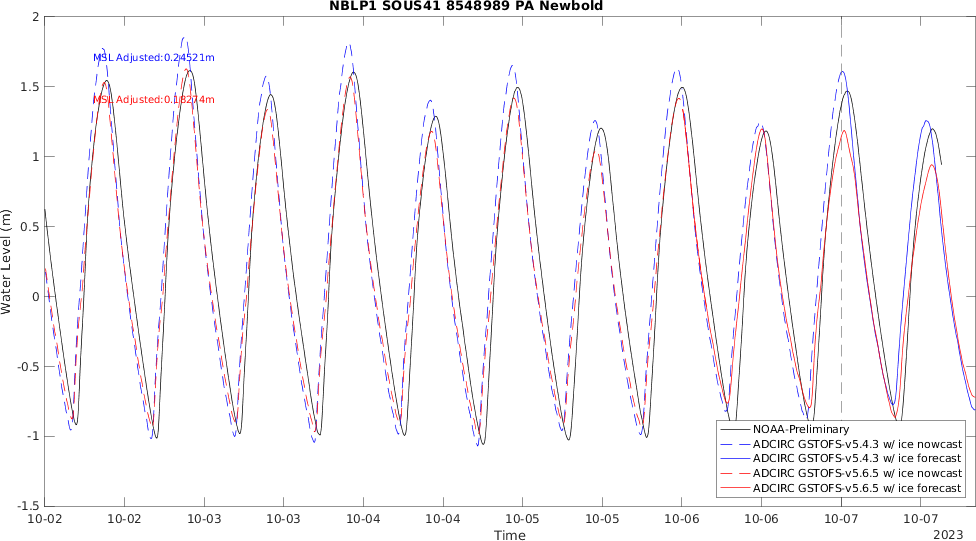 NBLP1 SOUS41 8548989 PA Newbold
2
1.5
1
0.5
0
-0.5
-1
-1.5
Water Level (m)
MSL Adjusted:0.24521m
MSL Adjusted:0.13274m
NOAA-Preliminary
ADCIRC GSTOFS-v5.4.3 w/ ice nowcast
ADCIRC GSTOFS-v5.4.3 w/ ice forecast
ADCIRC GSTOFS-v5.6.5 w/ ice nowcast
ADCIRC GSTOFS-v5.6.5 w/ ice forecast
10-02 10-02 10-03 10-03 10-04 10-04 10-05 10-05 10-06 10-06 10-07 10-07
Time
2023